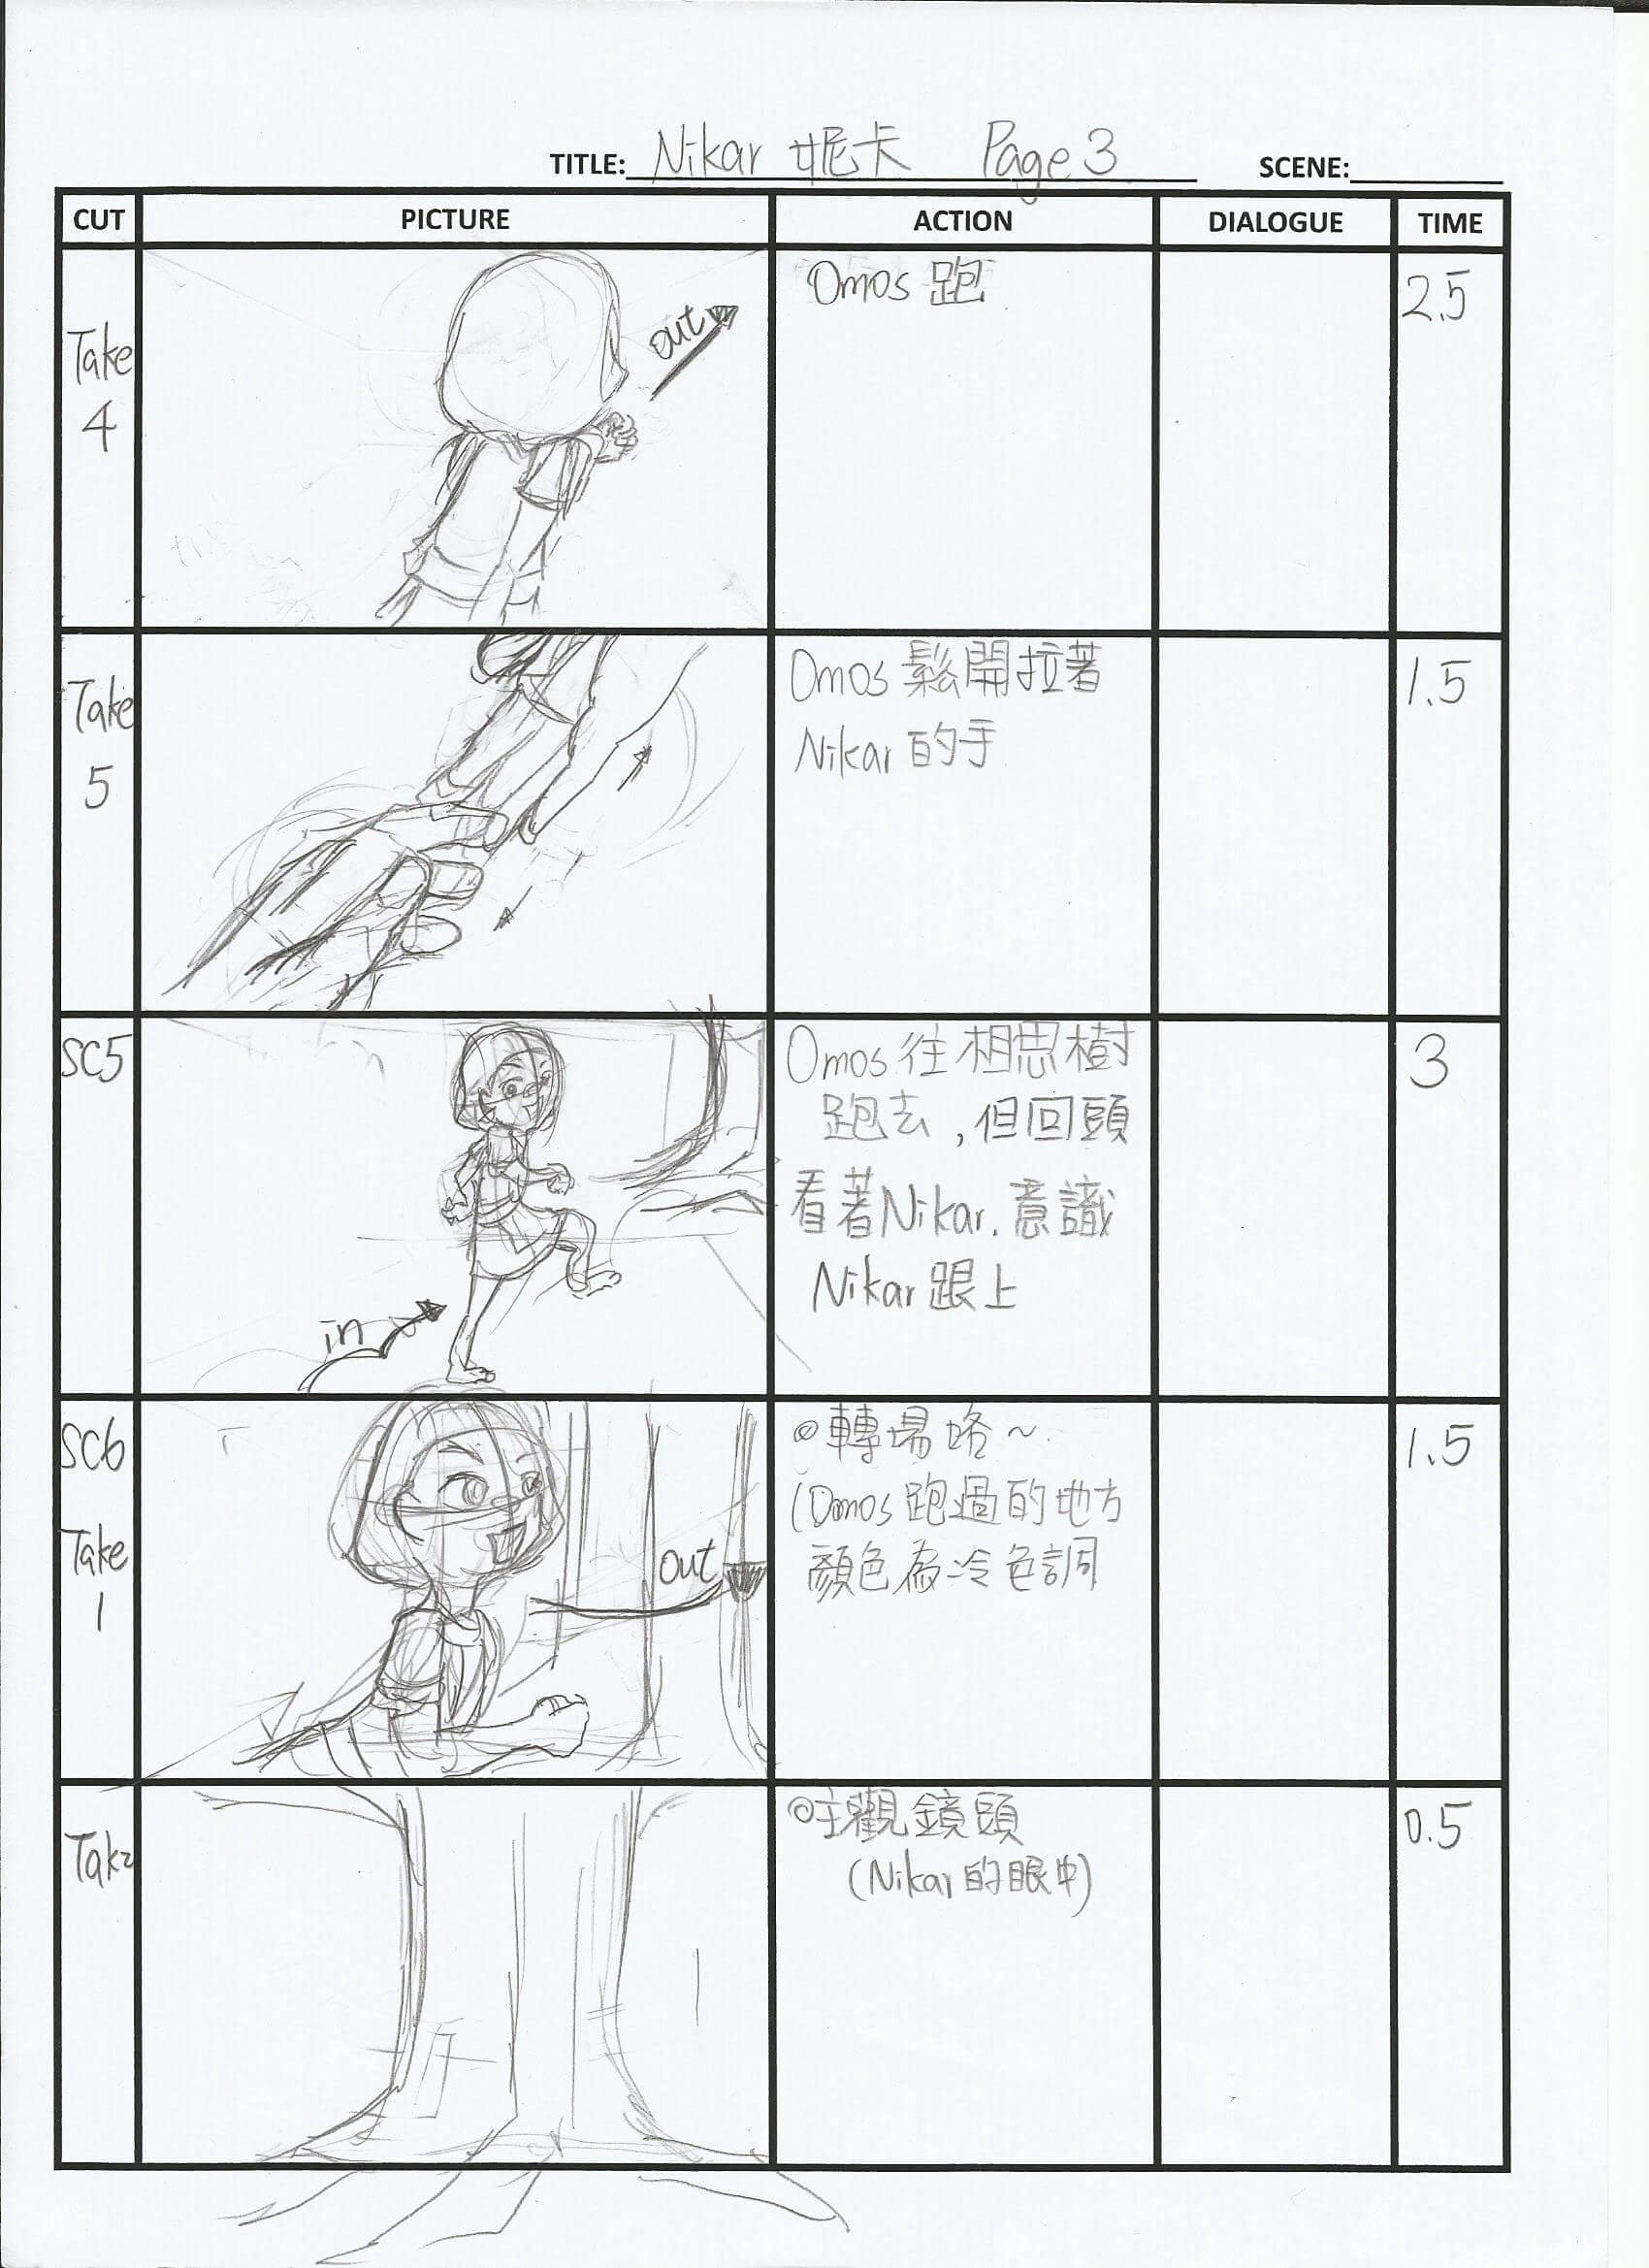 TITLE: Nikar 妮卡 Page 3 SCENE:
CUT PICTURE ACTION DIALOGUE TIME
Take
4
out
Omos 跑
2.5
Take
5
Omos 鬆開拉著
Nikar 的手
1.5
SC5
in
Omos 往相思樹
跑去,但回頭
看著Nikar.意識
Nikar 跟上
3
SC6
Take
1
out
◎轉場咯~
(Omos 跑過的地方
顏色為冷色調
1.5
Take
◎主觀鏡頭
(Nikar 的眼中)
0.5